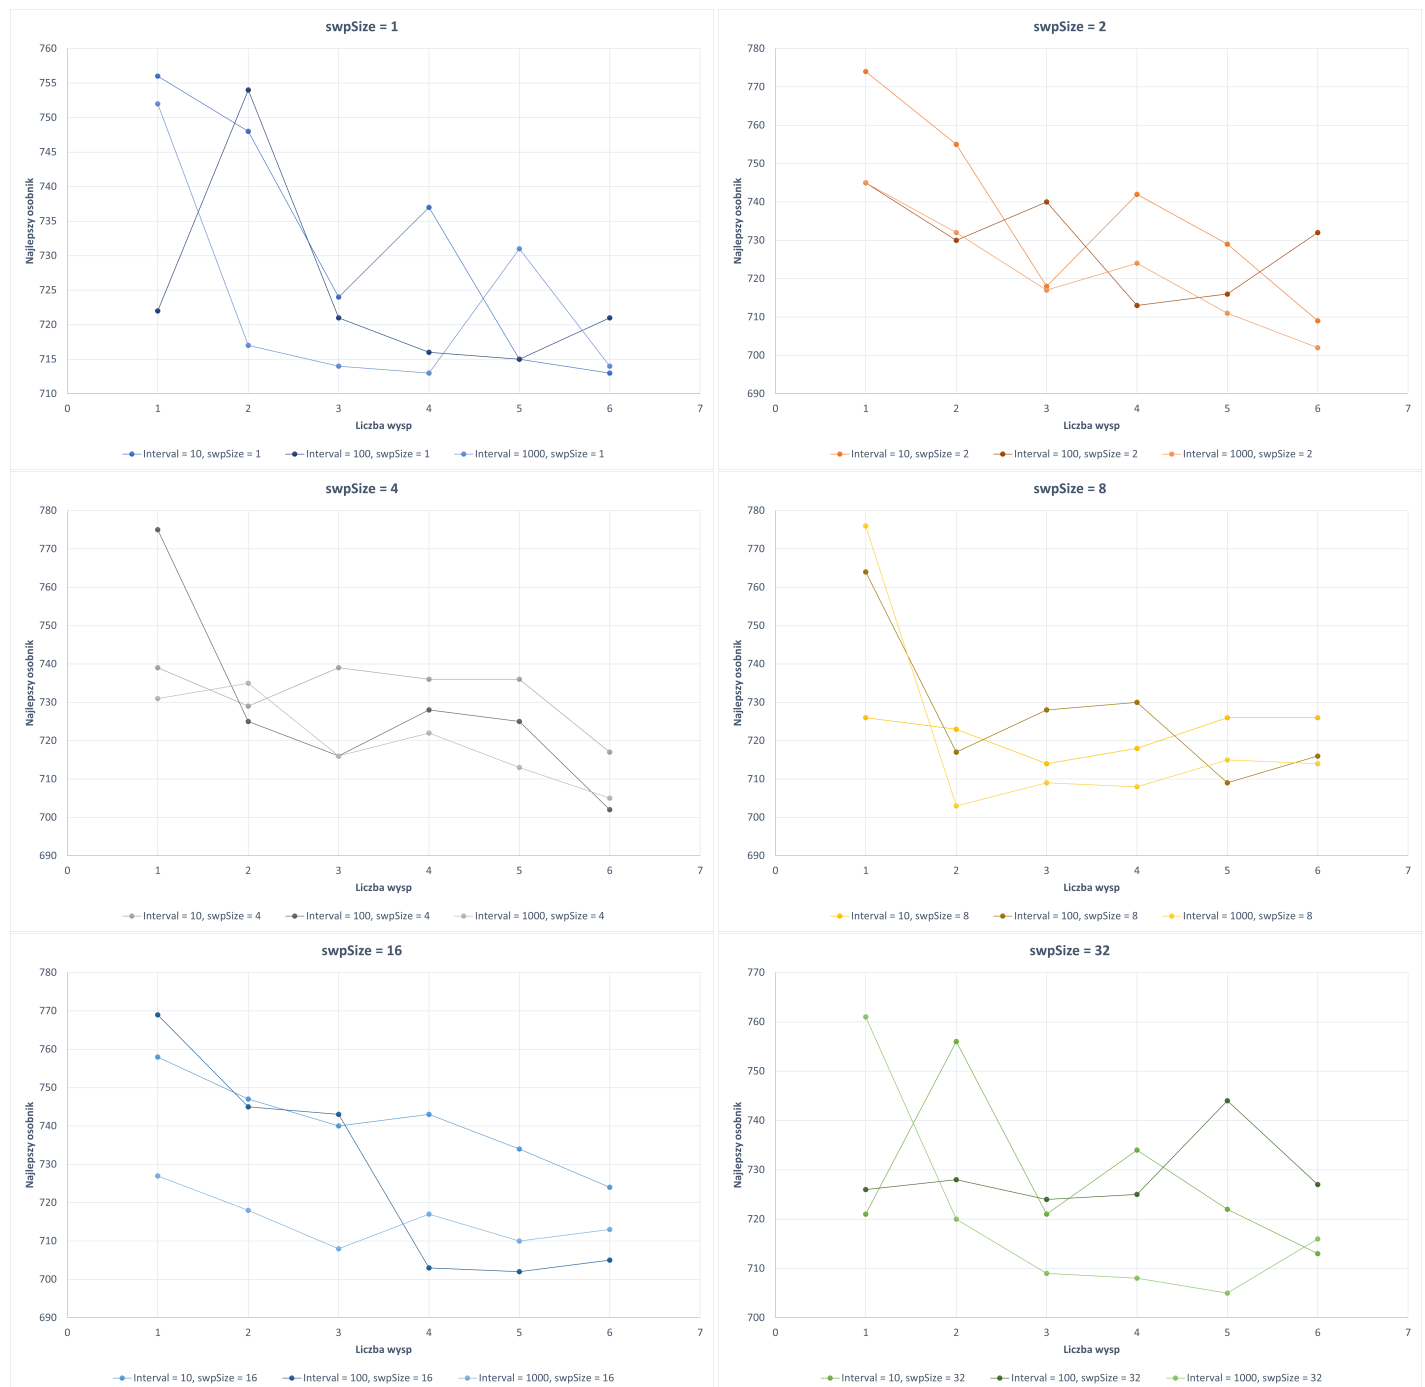 swpSize = 1
760
755
750
745
740
735
730
725
720
715
710
Najlepszy osobnik
0 1 2 3 4 5 6 7
Liczba wysp
Interval = 10, swpSize = 1 Interval = 100, swpSize = 1 Interval = 1000, swpSize = 1
swpSize = 2
780
770
760
750
740
730
720
710
700
690
Najlepszy osobnik
0 1 2 3 4 5 6 7
Liczba wysp
Interval = 10, swpSize = 2 Interval = 100, swpSize = 2 Interval = 1000, swpSize = 2
swpSize = 4
780
770
760
750
740
730
720
710
700
690
Najlepszy osobnik
0 1 2 3 4 5 6 7
Liczba wysp
Interval = 10, swpSize = 4 Interval = 100, swpSize = 4 Interval = 1000, swpSize = 4
swpSize = 8
780
770
760
750
740
730
720
710
700
690
Najlepszy osobnik
0 1 2 3 4 5 6 7
Liczba wysp
Interval = 10, swpSize = 8 Interval = 100, swpSize = 8 Interval = 1000, swpSize = 8
swpSize = 16
780
770
760
750
740
730
720
710
700
690
Najlepszy osobnik
0 1 2 3 4 5 6 7
Liczba wysp
Interval = 10, swpSize = 16 Interval = 100, swpSize = 16 Interval = 1000, swpSize = 16
swpSize = 32
770
760
750
740
730
720
710
700
Najlepszy osobnik
0 1 2 3 4 5 6 7
Liczba wysp
Interval = 10, swpSize = 32 Interval = 100, swpSize = 32 Interval = 1000, swpSize = 32